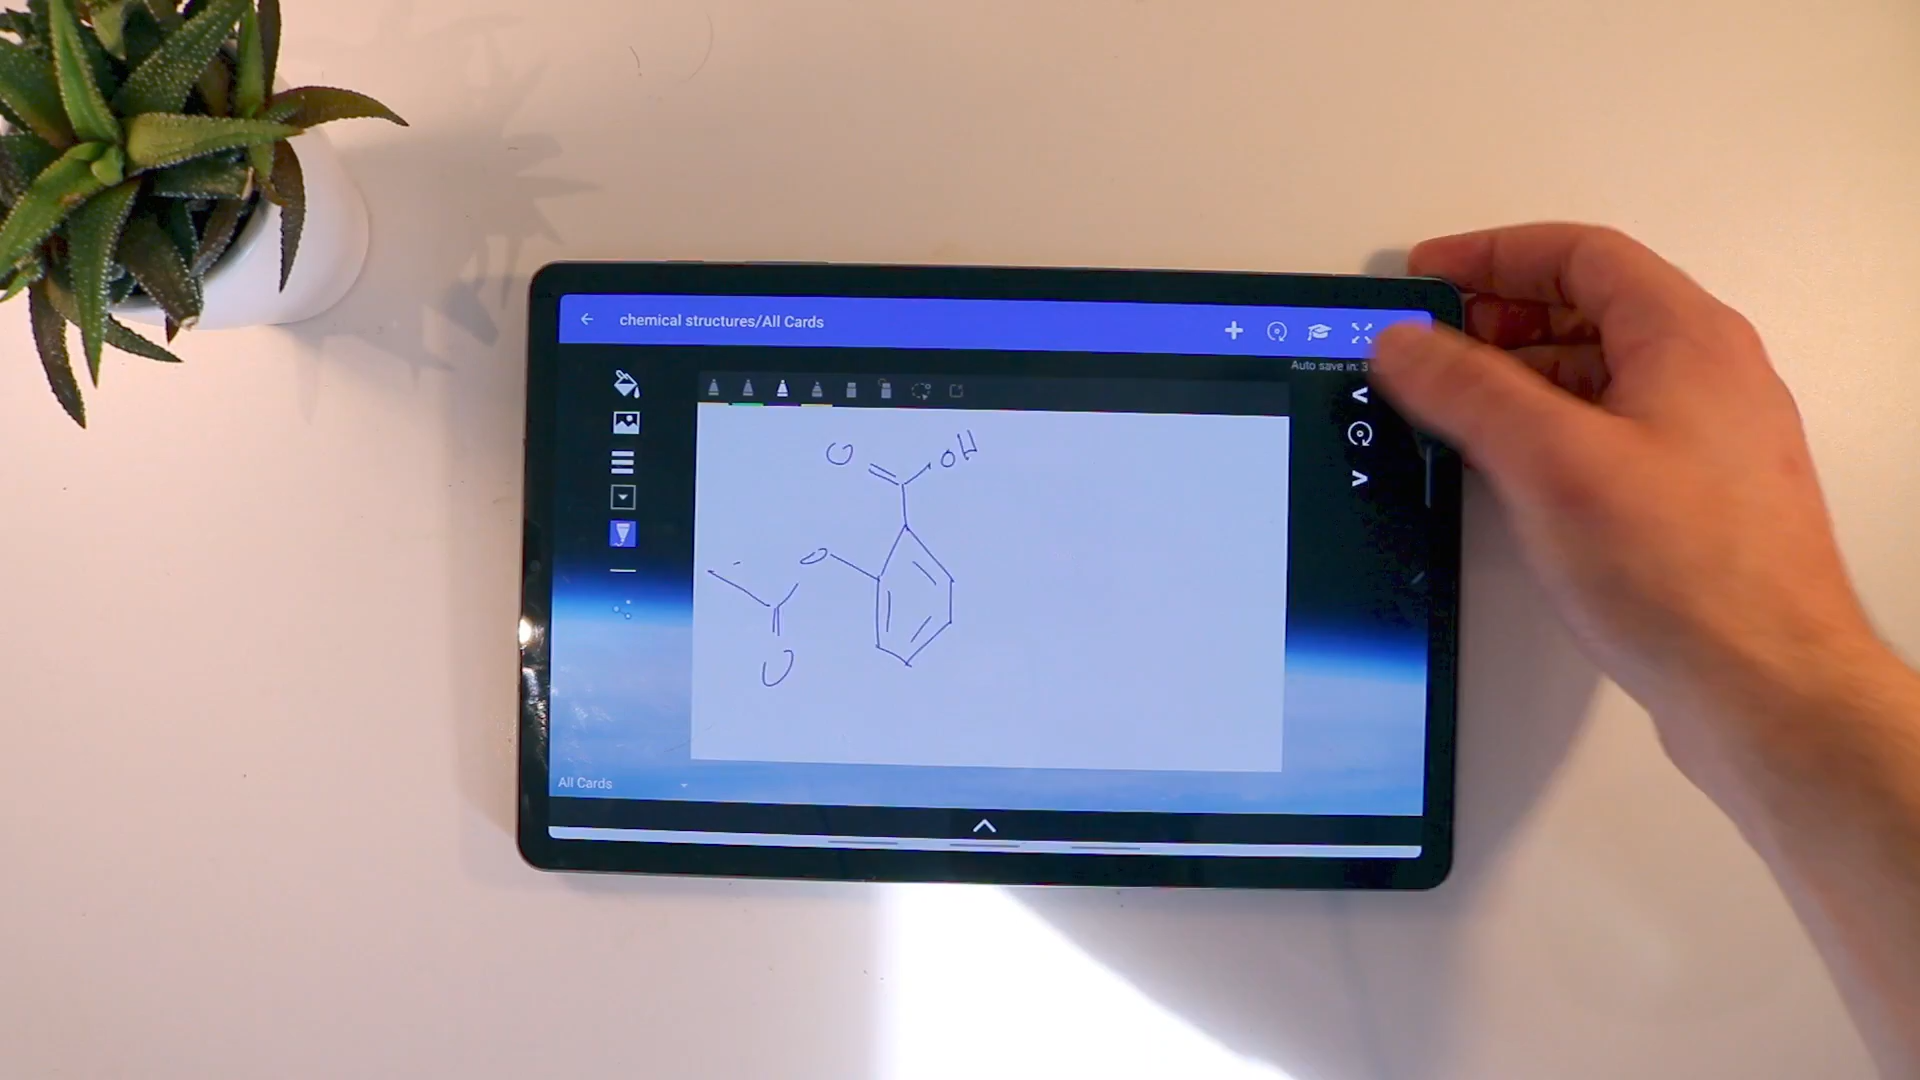 chemical structures/All Cards
Auto save in: 3
O
OH
O
O
All Cards